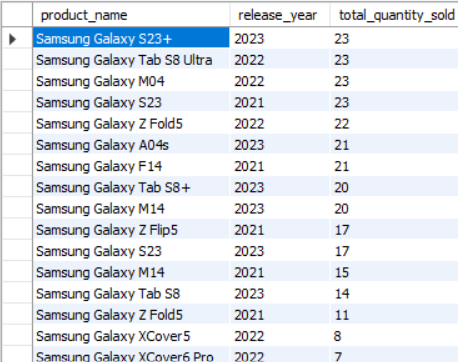 product_name release_year total_quantity_sold
Samsung Galaxy S23+ 2023 23
Samsung Galaxy Tab S8 Ultra 2022 23
Samsung Galaxy M04 2022 23
Samsung Galaxy S23 2021 23
Samsung Galaxy Z Fold5 2022 22
Samsung Galaxy A04s 2023 21
Samsung Galaxy F14 2021 21
Samsung Galaxy Tab S8+ 2023 20
Samsung Galaxy M14 2023 20
Samsung Galaxy Z Flip5 2021 17
Samsung Galaxy S23 2023 17
Samsung Galaxy M14 2021 15
Samsung Galaxy Tab S8 2023 14
Samsung Galaxy Z Fold5 2021 11
Samsung Galaxy XCover5 2022 8
Samsung Galaxy XCover6 Pro 2022 7